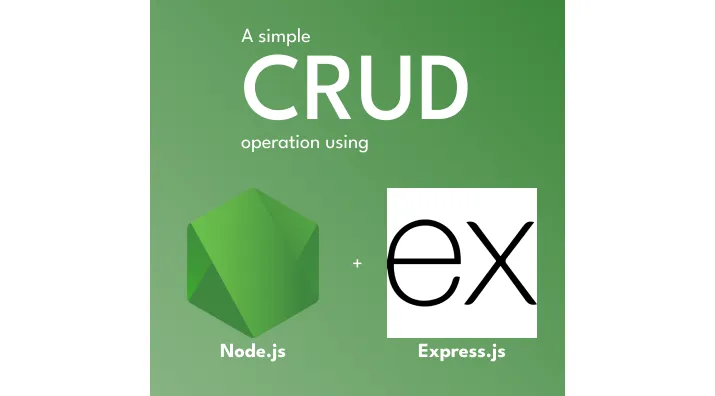 A simple
CRUD
operation using
+
ex
Node.js
Express.js